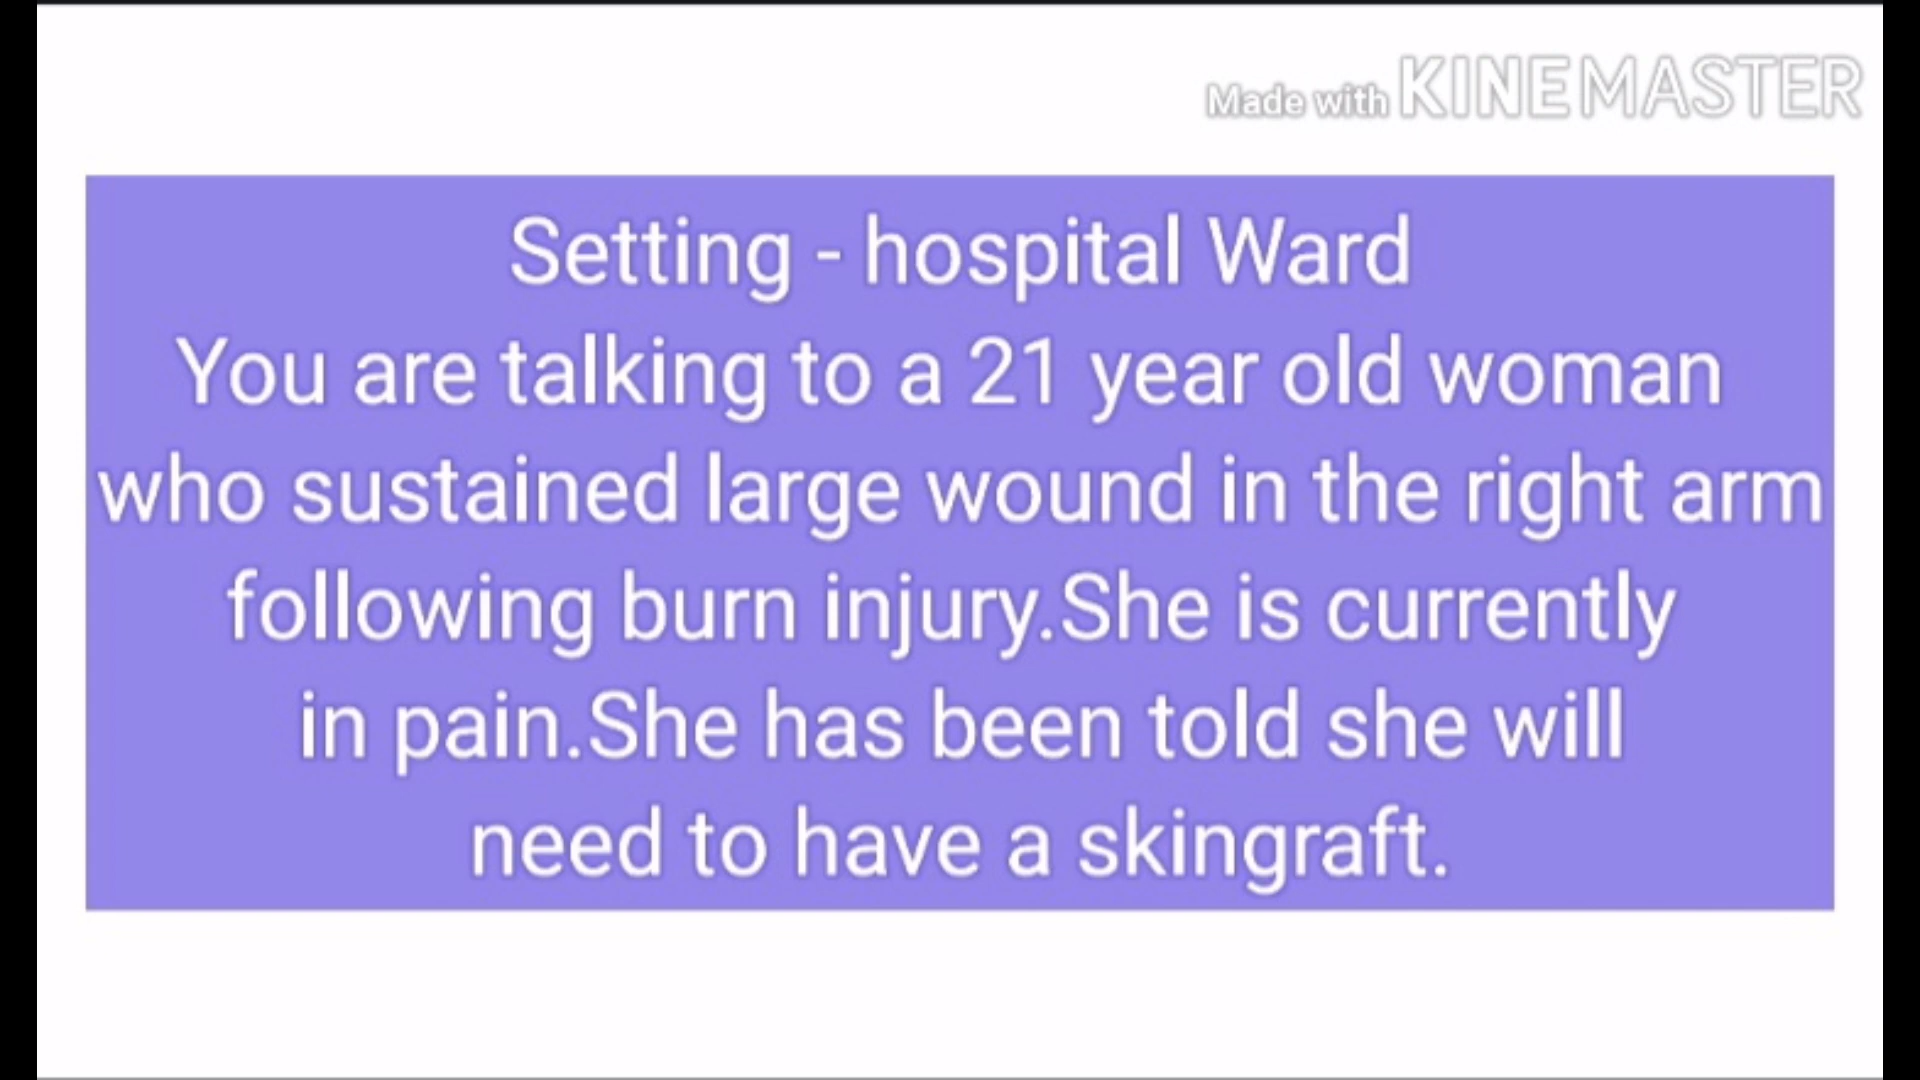 Made with KINEMASTER
Setting - hospital Ward
You are talking to a 21 year old woman
who sustained large wound in the right arm
following burn injury.She is currently
in pain.She has been told she will
need to have a skingraft.